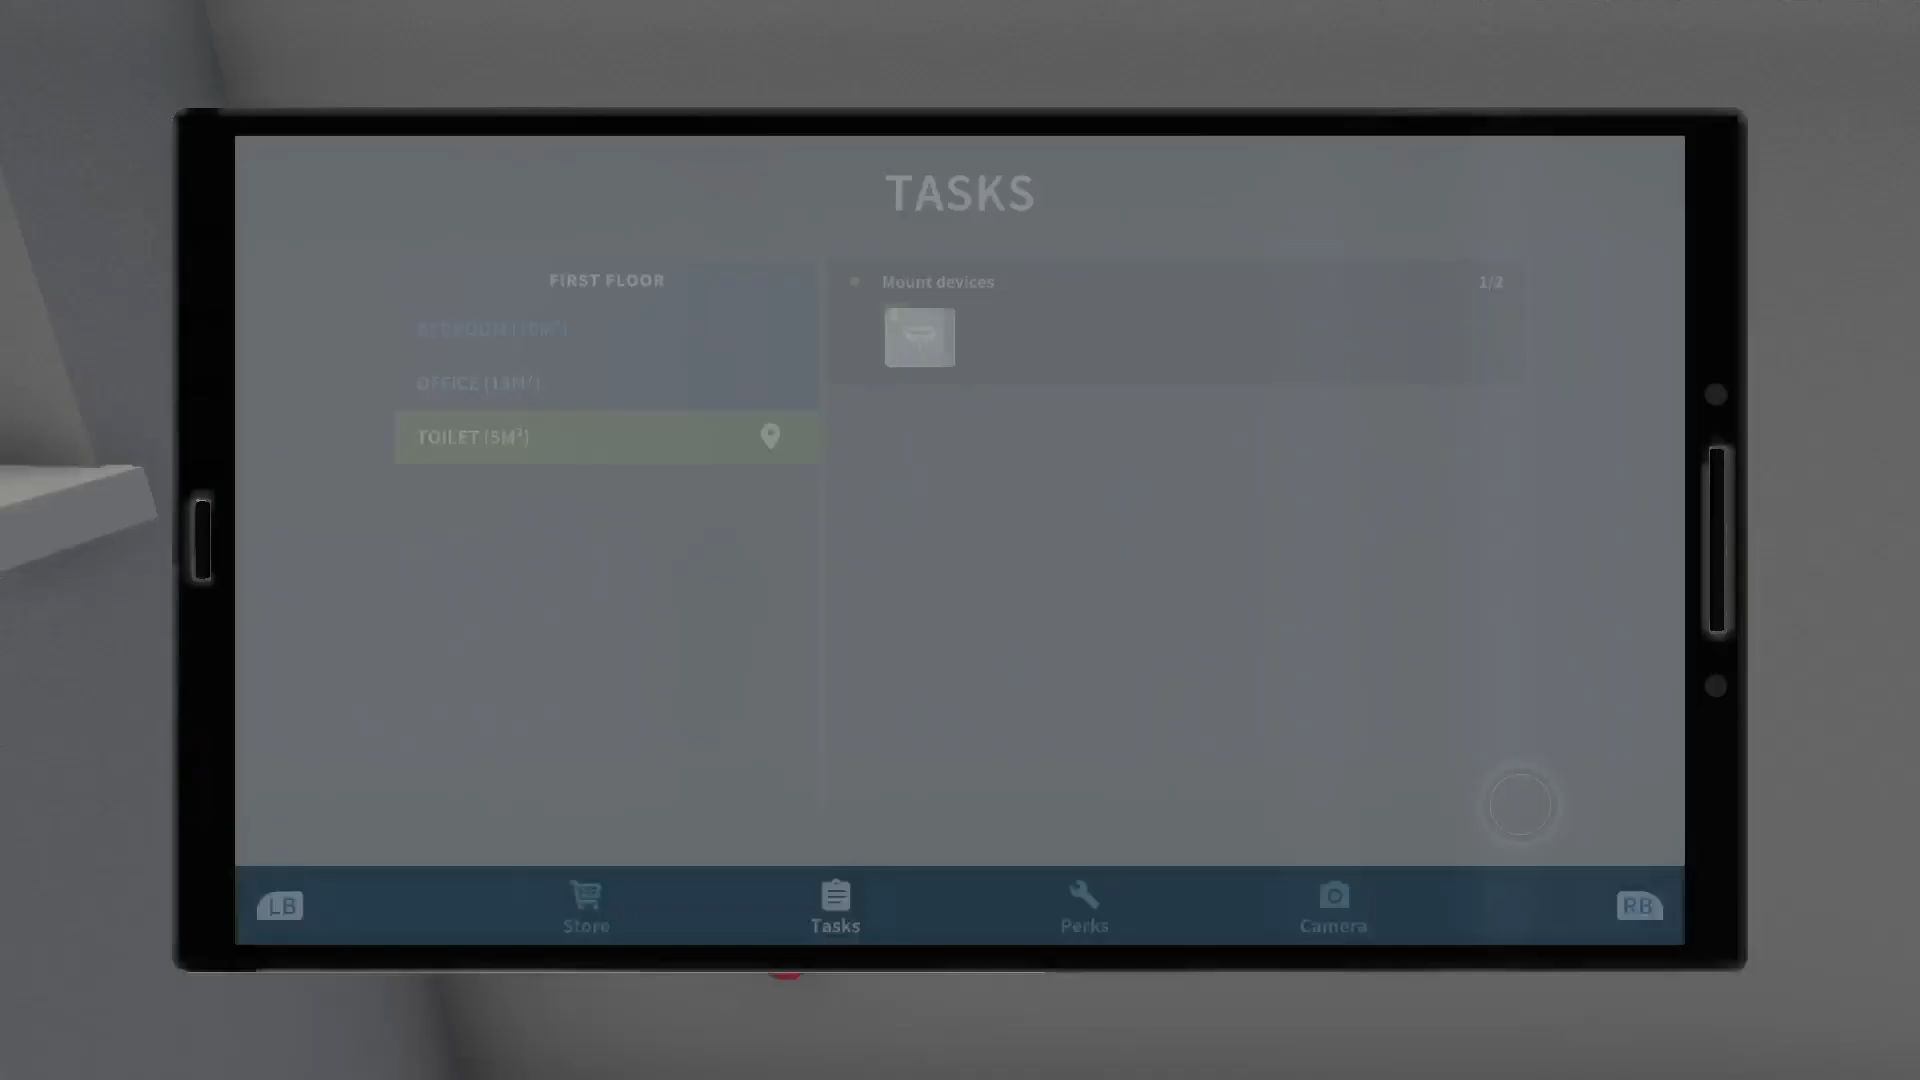 TASKS
FIRST FLOOR
OFFICE (13M²)
TOILET (5M²)
Mount devices
1/2
LB
Store
Tasks
Perks
Camera
RB